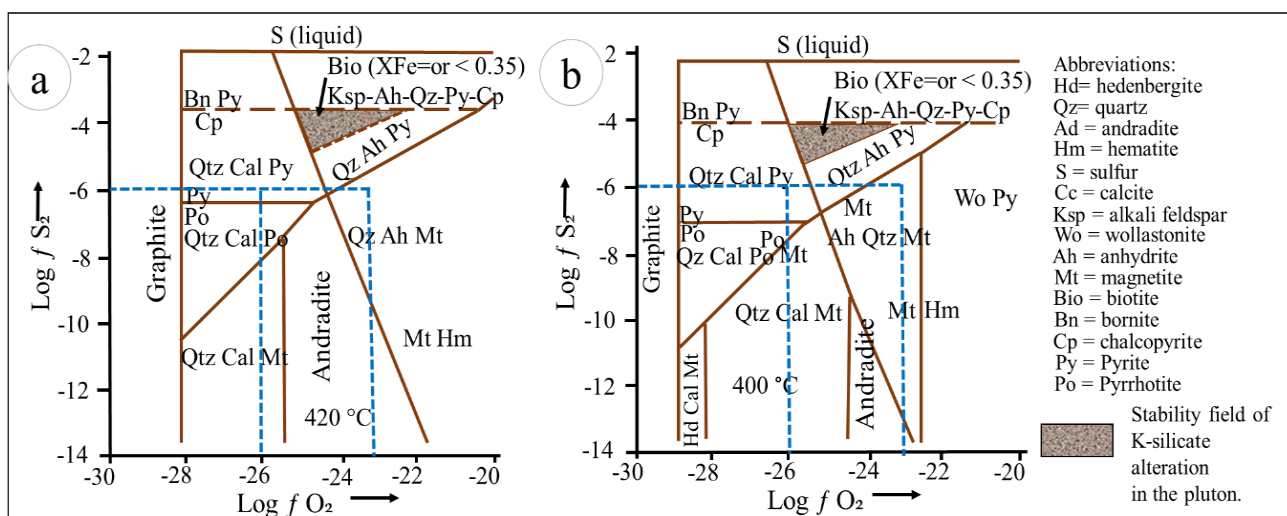 a
S (liquid)
Bio (XFe=or < 0.35)
Ksp-Ah-Qz-Py-Cp
Bn Py
Cp
Qz Ah Py
Qtz Cal Py
Py
Po
Qtz Cal Po
Qz Ah Mt
Graphite
Qtz Cal Mt
Andradite
Mt Hm
420 °C
-2
-4
-6
-8
-10
-12
-14
Log f S₂
-30
-28
-26
-24
-22
-20
Log f O₂
b
S (liquid)
Bio (XFe=or < 0.35)
Ksp-Ah-Qz-Py-Cp
Bn Py
Cp
Qtz Ah Py
Qtz Cal Py
Wo Py
Mt
Py
Po
Po
Ah Qtz Mt
Qz Cal Po Mt
Graphite
Qtz Cal Mt
Mt Hm
Hd Cal Mt
400 °C
Andradite
2
-4
-6
-8
-10
-12
-14
Log f S₂
-30
-28
-26
-24
-22
-20
Log f O₂
Abbreviations:
Hd= hedenbergite
Qz= quartz
Ad = andradite
Hm = hematite
S = sulfur
Cc = calcite
Ksp = alkali feldspar
Wo = wollastonite
Ah = anhydrite
Mt = magnetite
Bio = biotite
Bn = bornite
Cp = chalcopyrite
Py = Pyrite
Po = Pyrrhotite
Stability field of
K-silicate
alteration
in the pluton.